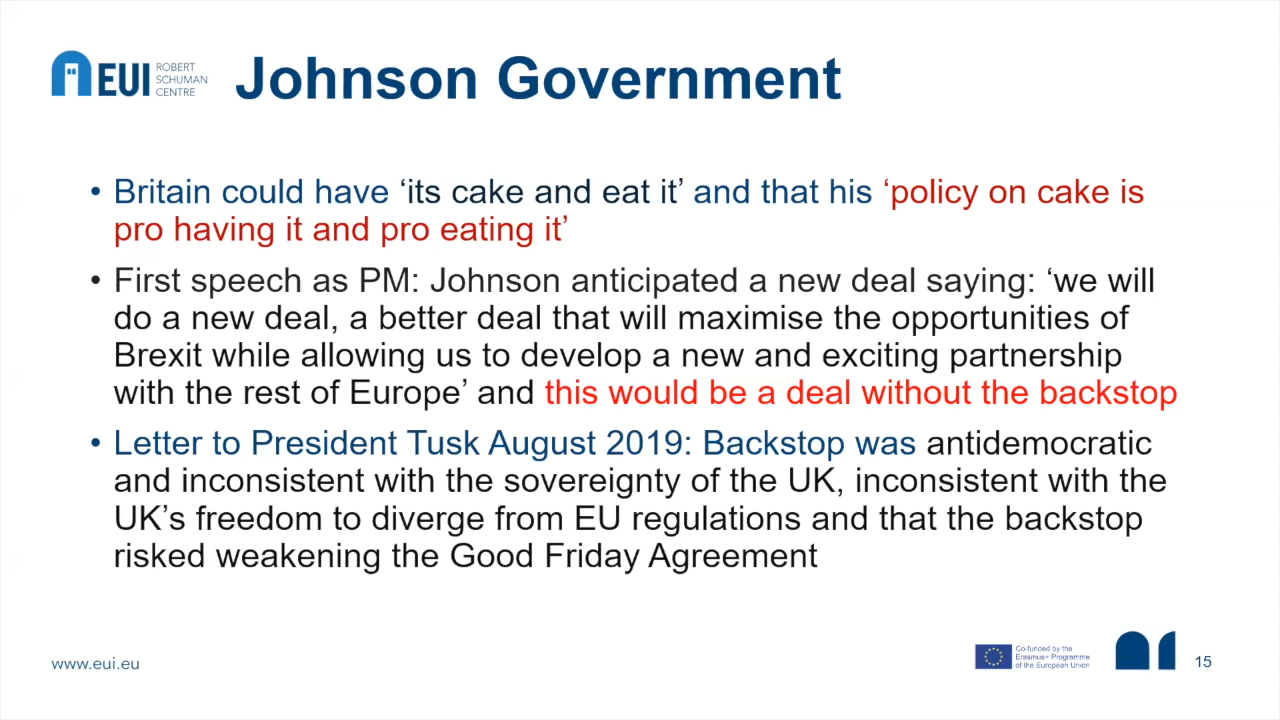 EUI
ROBERT
SCHUMAN
CENTRE
Johnson Government
• Britain could have ‘its cake and eat it’ and that his ‘policy on cake is
pro having it and pro eating it’
• First speech as PM: Johnson anticipated a new deal saying: ‘we will
do a new deal, a better deal that will maximise the opportunities of
Brexit while allowing us to develop a new and exciting partnership
with the rest of Europe’ and this would be a deal without the backstop
• Letter to President Tusk August 2019: Backstop was antidemocratic
and inconsistent with the sovereignty of the UK, inconsistent with the
UK’s freedom to diverge from EU regulations and that the backstop
risked weakening the Good Friday Agreement
www.eui.eu
Co-funded by the
Erasmus+ Programme
of the European Union
15